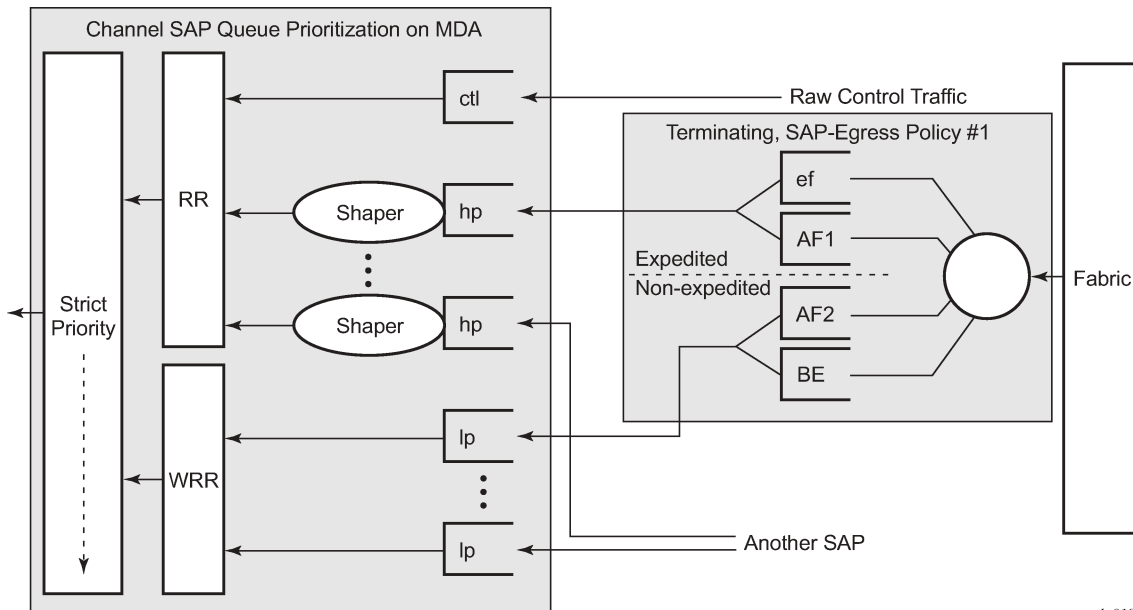 Channel SAP Queue Prioritization on MDA
ctl
Raw Control Traffic
Terminating, SAP-Egress Policy #1
ef
RR
Shaper
hp
AF1
Expedited
Non-expedited
Fabric
Strict
Priority
Shaper
hp
AF2
BE
lp
WRR
lp
Another SAP